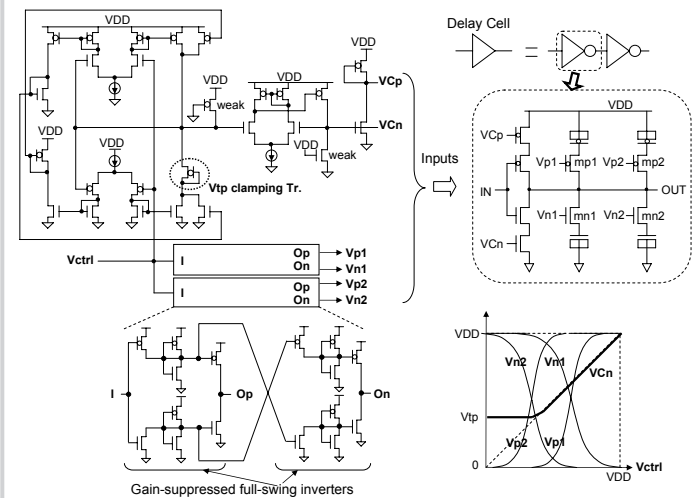 VDD
VDD
VDD
weak
VDD
VDD
VCp
VCn
VDD
VDD
VDD
weak
Vtp clamping Tr.
Inputs
Vctrl
I
Op
On
Vp1
Vn1
I
Op
On
Vp2
Vn2
I
Op
On
Gain-suppressed full-swing inverters
Delay Cell
VDD
VCp
Vp1
mp1
Vp2
mp2
IN
OUT
Vn1
mn1
Vn2
mn2
VCn
VDD
Vn2
Vn1
VCn
Vtp
Vp2
Vp1
0
VDD
Vctrl